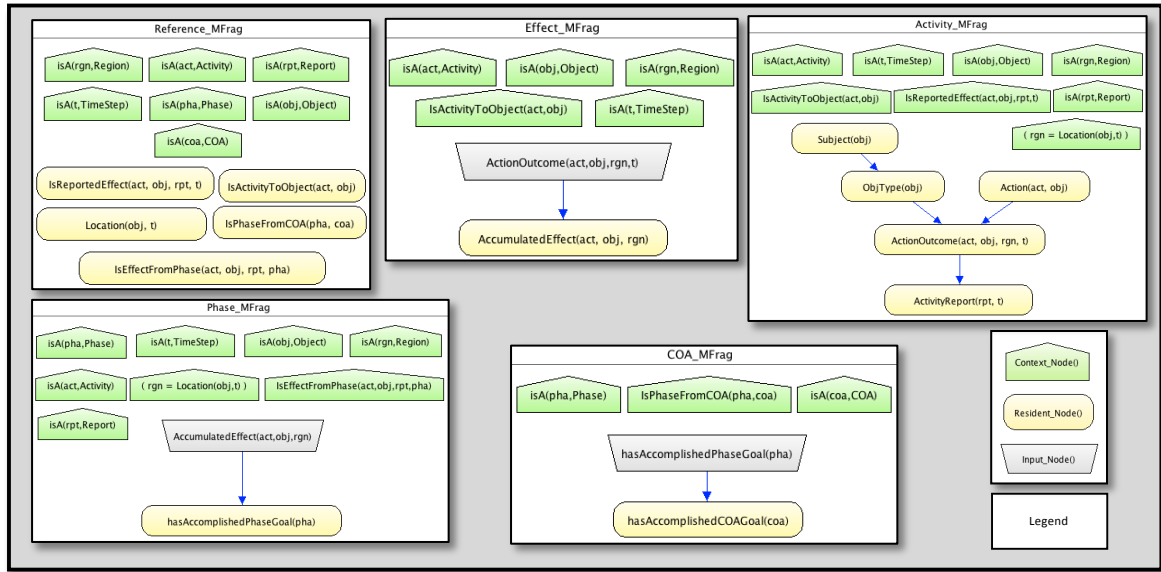 Reference_MFrag
isA(rgn,Region)
isA(act,Activity)
isA(rpt,Report)
isA(t,TimeStep)
isA(pha,Phase)
isA(obj,Object)
isA(coa,COA)
IsReportedEffect(act, obj, rpt, t)
IsActivityToObject(act, obj)
Location(obj, t)
IsPhaseFromCOA(pha, coa)
IsEffectFromPhase(act, obj, rpt, pha)
Effect_MFrag
isA(act,Activity)
isA(obj,Object)
isA(rgn,Region)
IsActivityToObject(act,obj)
isA(t,TimeStep)
ActionOutcome(act,obj,rgn,t)
AccumulatedEffect(act, obj, rgn)
Activity_MFrag
isA(act,Activity)
isA(t,TimeStep)
isA(obj,Object)
isA(rgn,Region)
IsActivityToObject(act,obj)
IsReportedEffect(act,obj,rpt,t)
isA(rpt,Report)
( rgn = Location(obj,t) )
Subject(obj)
ObjType(obj)
Action(act, obj)
ActionOutcome(act, obj, rgn, t)
ActivityReport(rpt, t)
Phase_MFrag
isA(pha,Phase)
isA(t,TimeStep)
isA(obj,Object)
isA(rgn,Region)
isA(act,Activity)
( rgn = Location(obj,t) )
IsEffectFromPhase(act,obj,rpt,pha)
isA(rpt,Report)
AccumulatedEffect(act,obj,rgn)
hasAccomplishedPhaseGoal(pha)
COA_MFrag
isA(pha,Phase)
IsPhaseFromCOA(pha,coa)
isA(coa,COA)
hasAccomplishedPhaseGoal(pha)
hasAccomplishedCOAGoal(coa)
Context_Node()
Resident_Node()
Input_Node()
Legend